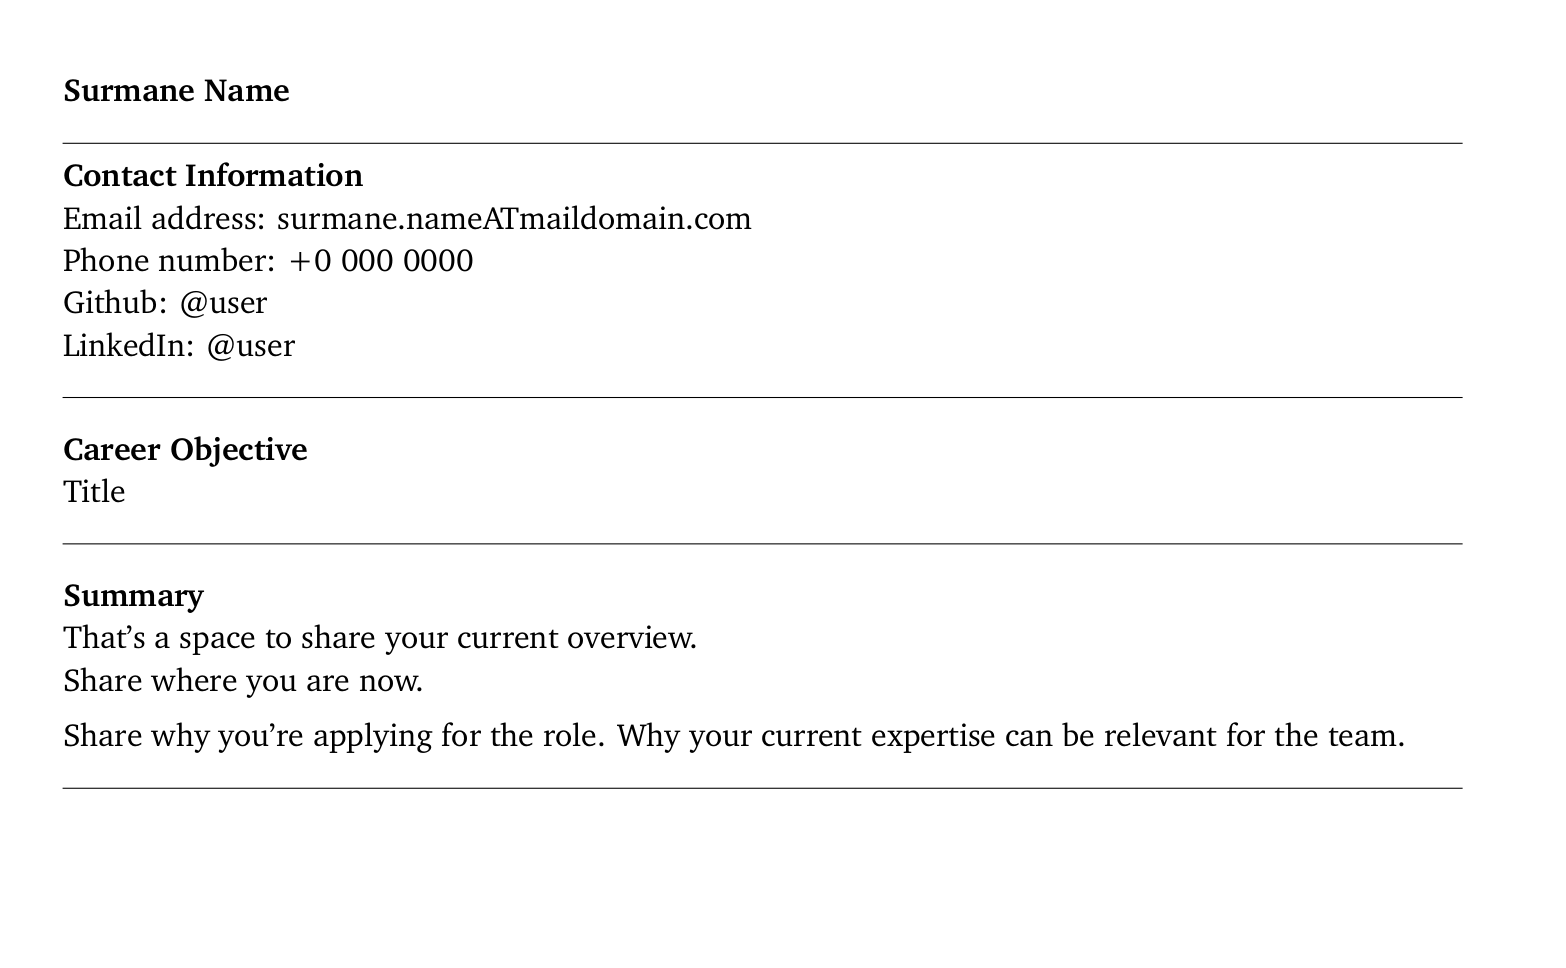 Surmane Name
Contact Information
Email address: surmane.nameATmaildomain.com
Phone number: +0 000 0000
Github: @user
LinkedIn: @user
Career Objective
Title
Summary
That’s a space to share your current overview.
Share where you are now.
Share why you’re applying for the role. Why your current expertise can be relevant for the team.